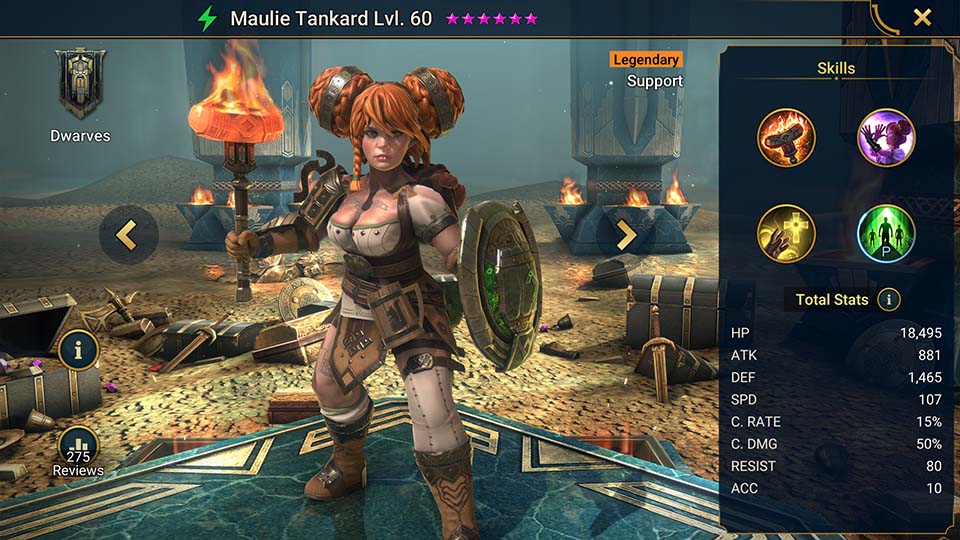 Maulie Tankard Lvl. 60
Dwarves
Legendary
Support
Skills
P
Total Stats i
HP 18,495
ATK 881
DEF 1,465
SPD 107
C. RATE 15%
C. DMG 50%
RESIST 80
ACC 10
i
275
Reviews